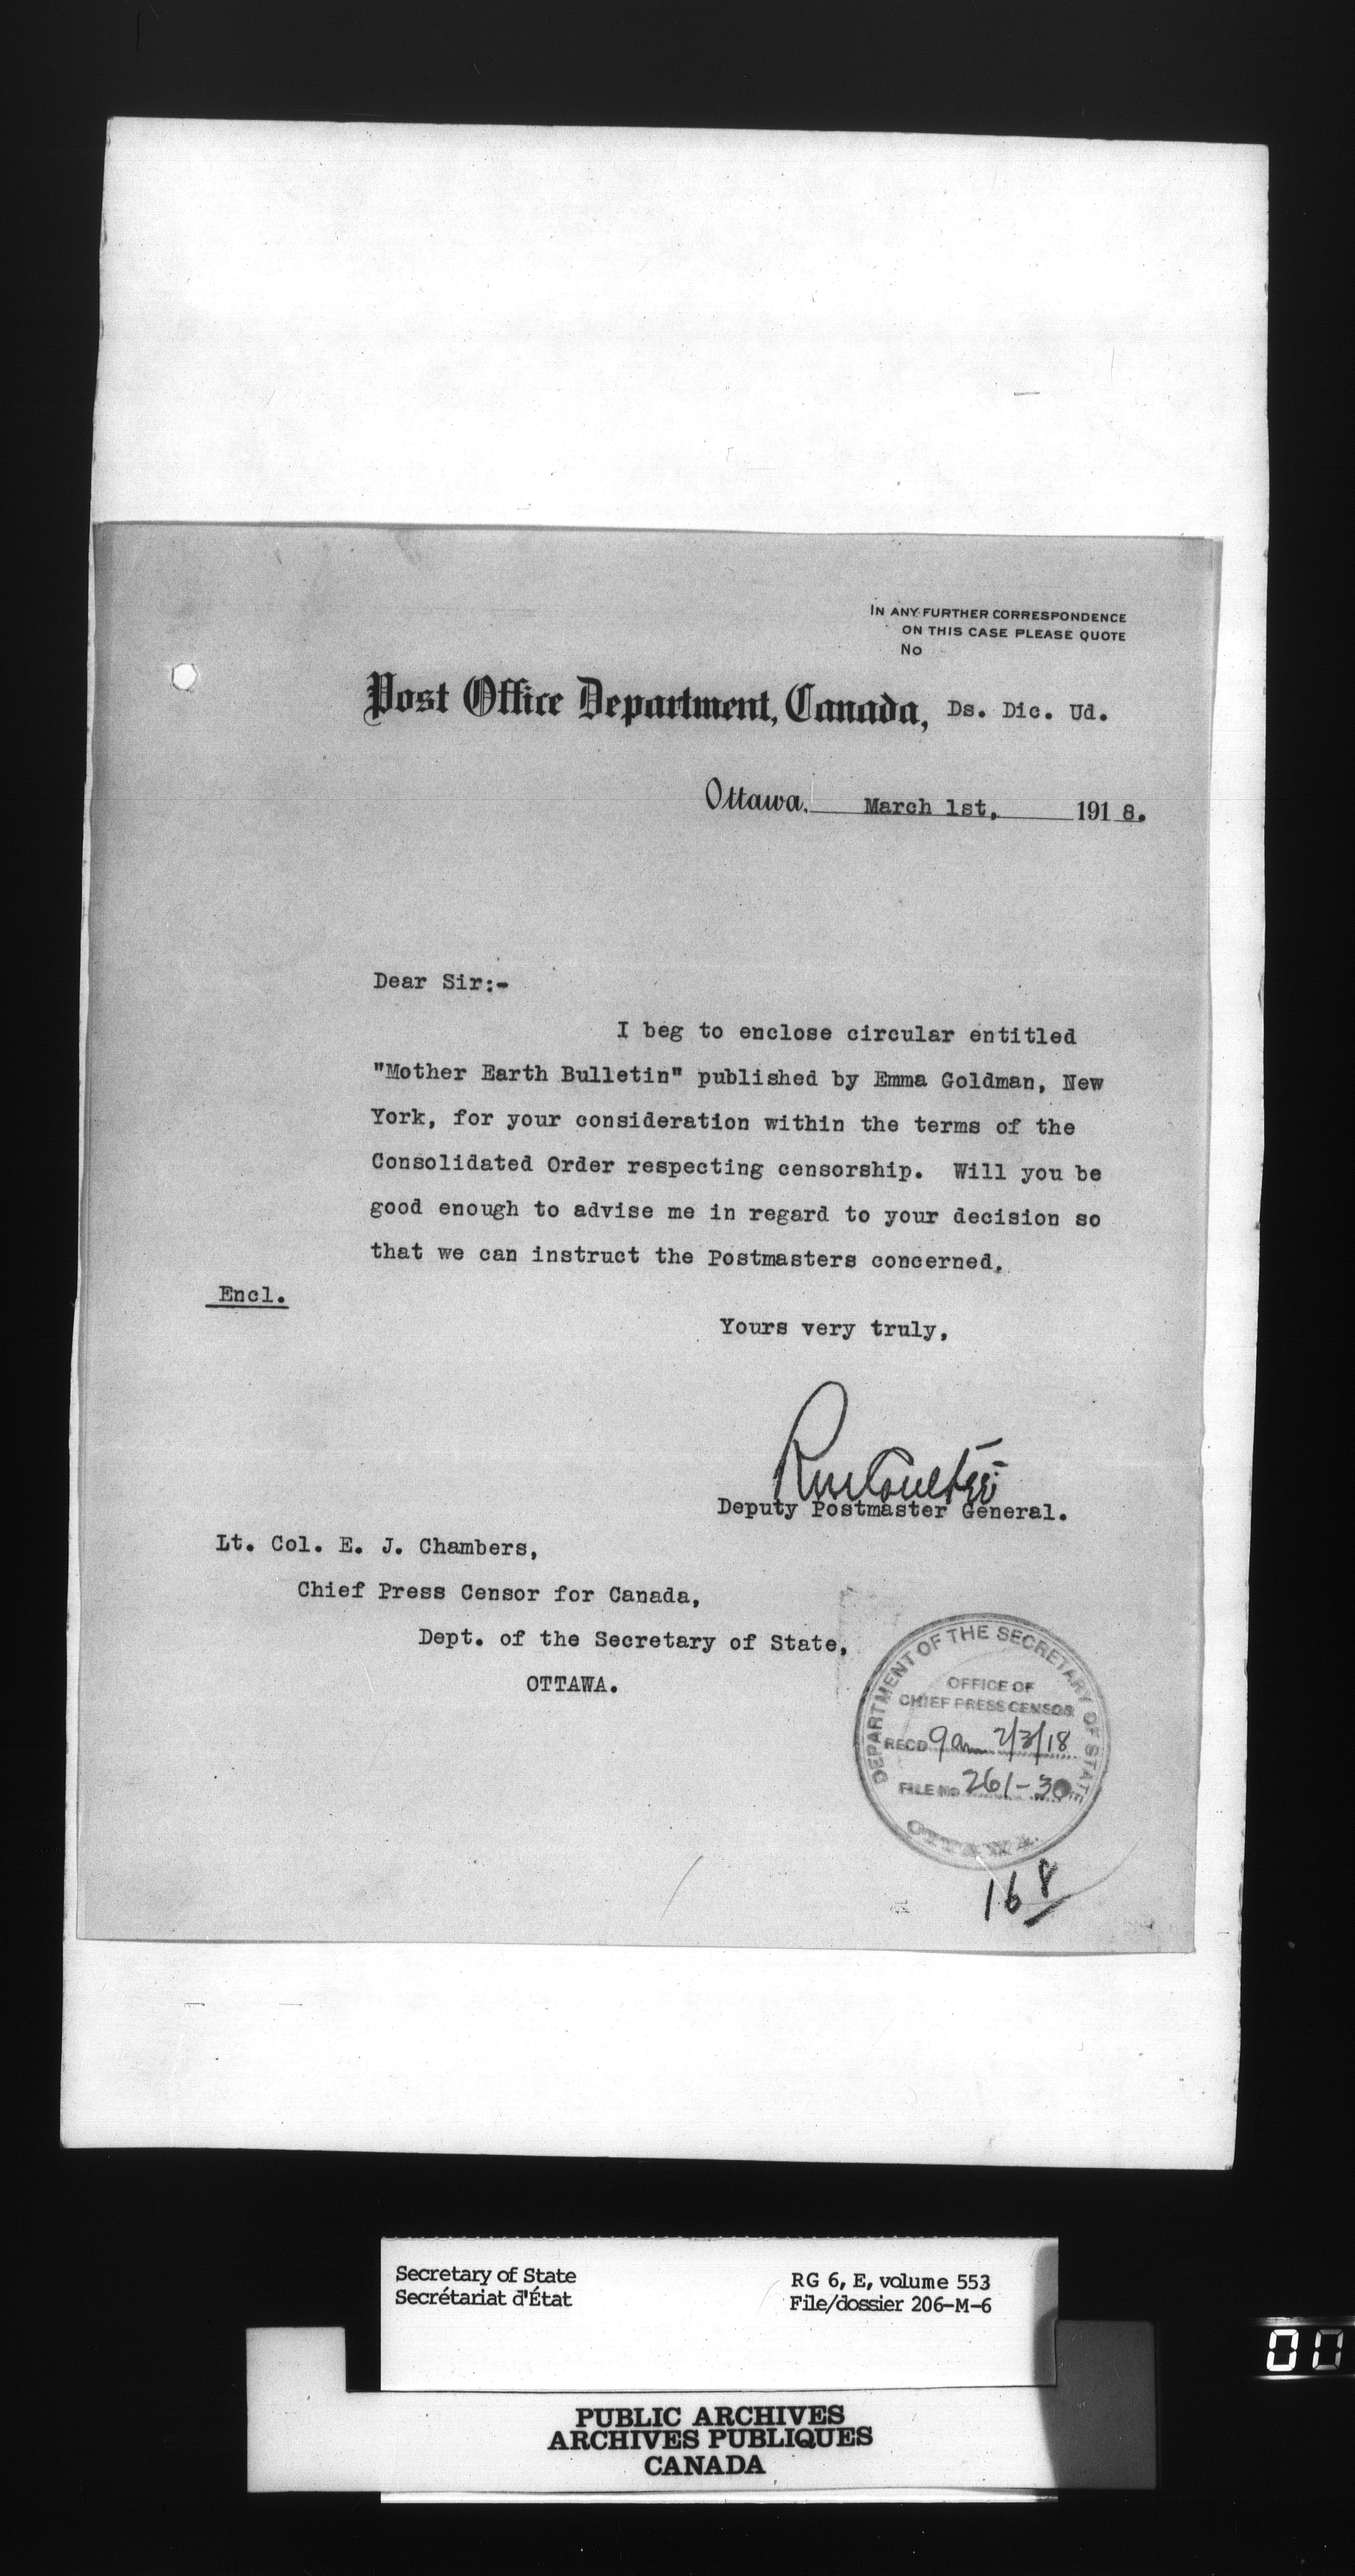 IN ANY FURTHER CORRESPONDENCE
ON THIS CASE PLEASE QUOTE
No
Post Office Department, Canada, Ds. Dic. Ud.
Ottawa, March 1st, 1918.
Dear Sir:-
I beg to enclose circular entitled
"Mother Earth Bulletin" published by Emma Goldman, New
York, for your consideration within the terms of the
Consolidated Order respecting censorship. Will you be
good enough to advise me in regard to your decision so
that we can instruct the Postmasters concerned.
Encl.
Yours very truly,
Deputy Postmaster General.
Lt. Col. E. J. Chambers,
Chief Press Censor for Canada,
Dept. of the Secretary of State,
OTTAWA.
DEPARTMENT OF THE SECRETARY OF STATE
OFFICE OF
CHIEF PRESS CENSOR
RECD 9am 2/3/18
FILE No 261-30
OTTAWA.
168
Secretary of State
Secrétariat d'État
RG 6, E, volume 553
File/dossier 206-M-6
PUBLIC ARCHIVES
ARCHIVES PUBLIQUES
CANADA
00